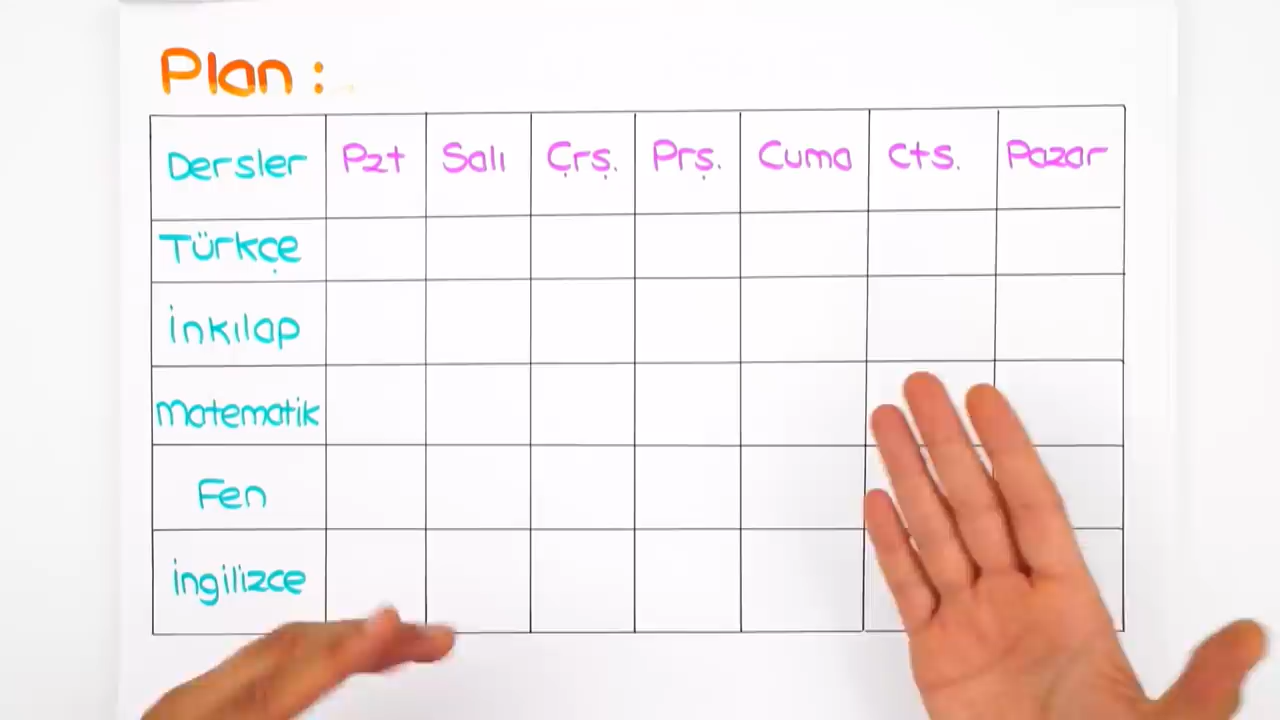 Plan :
Dersler Pzt Salı Çrş. Prş. Cuma Cts. Pazar
Türkçe
İnkılap
Matematik
Fen
İngilizce